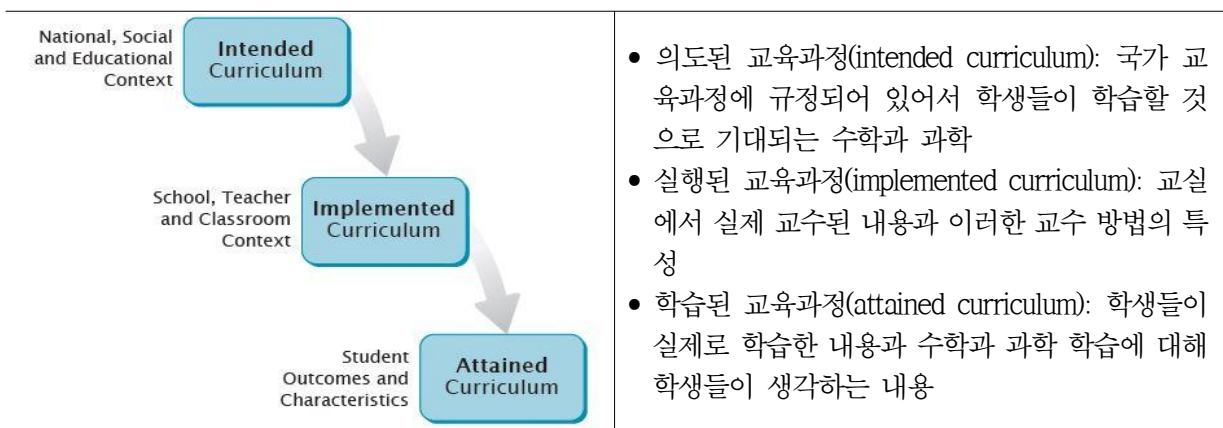 National, Social
and Educational
Context
Intended
Curriculum
School, Teacher
and Classroom
Context
Implemented
Curriculum
Student
Outcomes and
Characteristics
Attained
Curriculum
• 의도된 교육과정(intended curriculum): 국가 교
육과정에 규정되어 있어서 학생들이 학습할 것
으로 기대되는 수학과 과학
• 실행된 교육과정(implemented curriculum): 교실
에서 실제 교수된 내용과 이러한 교수 방법의 특
성
• 학습된 교육과정(attained curriculum): 학생들이
실제로 학습한 내용과 수학과 과학 학습에 대해
학생들이 생각하는 내용